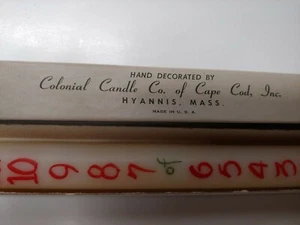 HAND DECORATED BY
Colonial Candle Co. of Cape Cod, Inc.
HYANNIS, MASS.
MADE IN U. S. A.
10 9 8 7 of 6 5 4 3